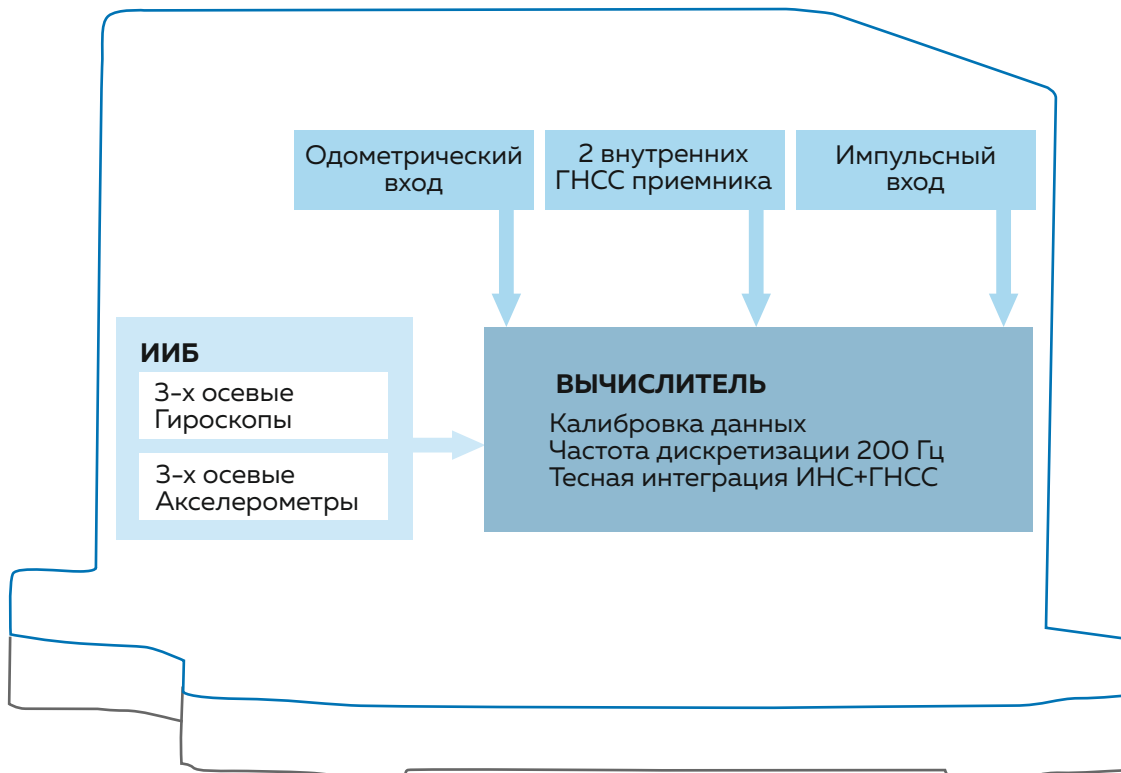 Одометрический
вход
2 внутренних
ГНСС приемника
Импульсный
вход
ИИБ
3-х осевые
Гироскопы
3-х осевые
Акселерометры
ВЫЧИСЛИТЕЛЬ
Калибровка данных
Частота дискретизации 200 Гц
Тесная интеграция ИНС+ГНСС